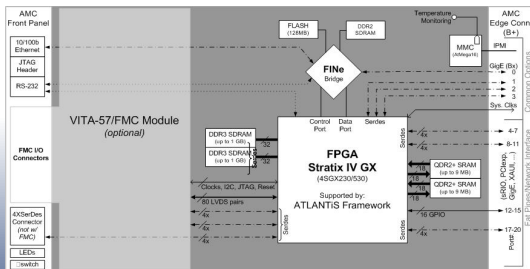 AMC
Front Panel
10/100b
Ethernet
JTAG
Header
RS-232
FMC I/O
Connectors
4XSerDes
Connector
(not w/
FMC)
LEDs
switch
VITA-57/FMC Module
(optional)
FLASH
(128MB)
DDR2
SDRAM
FINe
Bridge
Control
Port
Data
Port
Serdes
Temperature
Monitoring
MMC
(AtMega16)
IPMI
AMC
Edge Conn
(B+)
GigE (Bx)
0
1
2
3
Sys. Clks
Common Options
DDR3 SDRAM
(up to 1 GB)
32
DDR3 SDRAM
(up to 1 GB)
32
Clocks, I2C, JTAG, Reset
80 LVDS pairs
4x
4x
4x
Serdes
FPGA
Stratix IV GX
(4SGX230/530)
Supported by:
ATLANTiS Framework
Serdes
4x
4-7
4x
8-11
18
18
QDR2+ SRAM
(up to 9 MB)
18
18
QDR2+ SRAM
(up to 9 MB)
16 GPIO
12-15
Serdes
4x
17-20
Port#
(sRIO, PCIexp,
GigE, XAUI, ...)
Fat Pipes/Network Interface